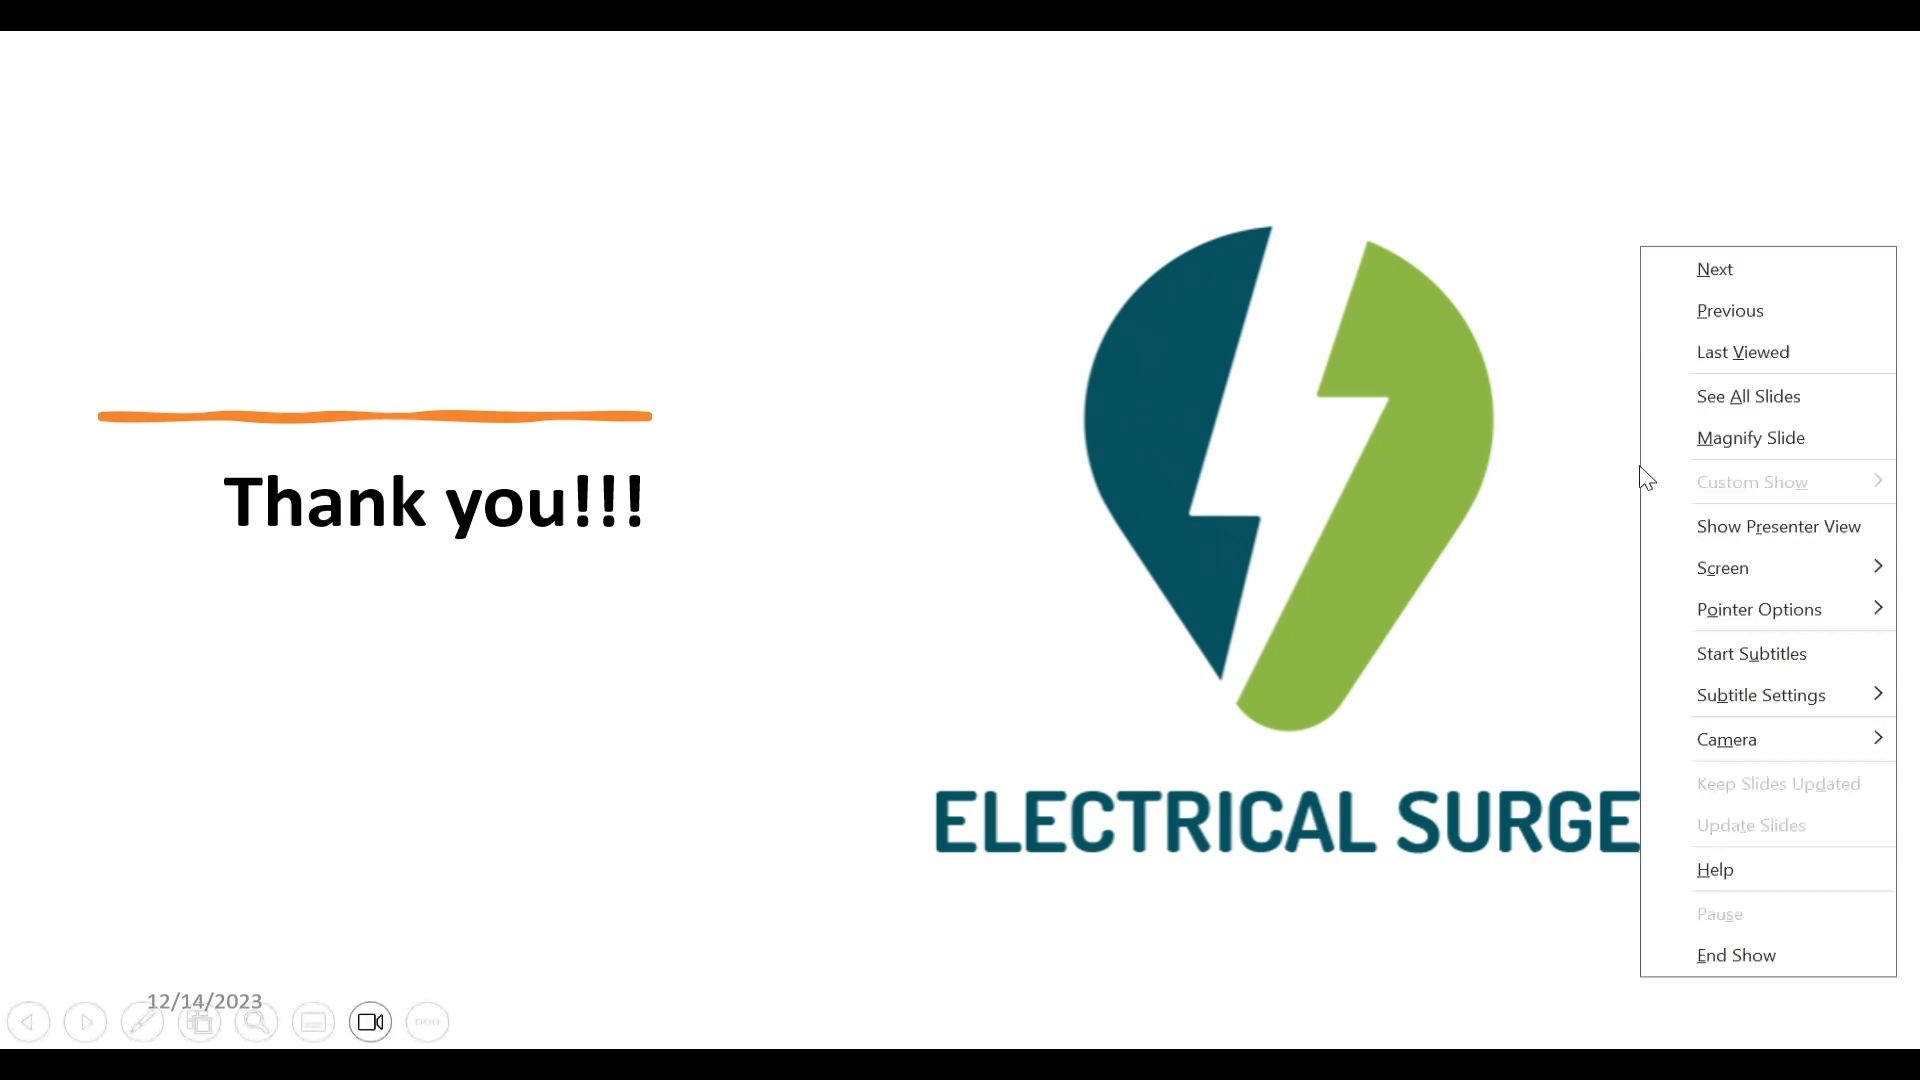 Thank you!!!
ELECTRICAL SURGE
12/14/2023
Next
Previous
Last Viewed
See All Slides
Magnify Slide
Custom Show
Show Presenter View
Screen
Pointer Options
Start Subtitles
Subtitle Settings
Camera
Keep Slides Updated
Update Slides
Help
Pause
End Show